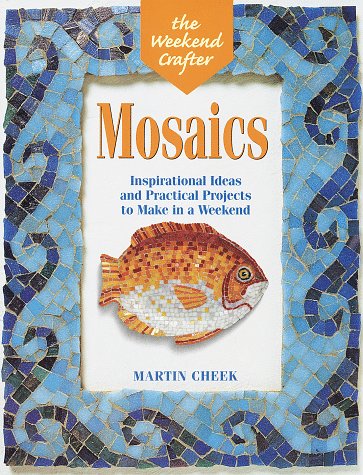 the
Weekend
Crafter
Mosaics
Inspirational Ideas
and Practical Projects
to Make in a Weekend
MARTIN CHEEK